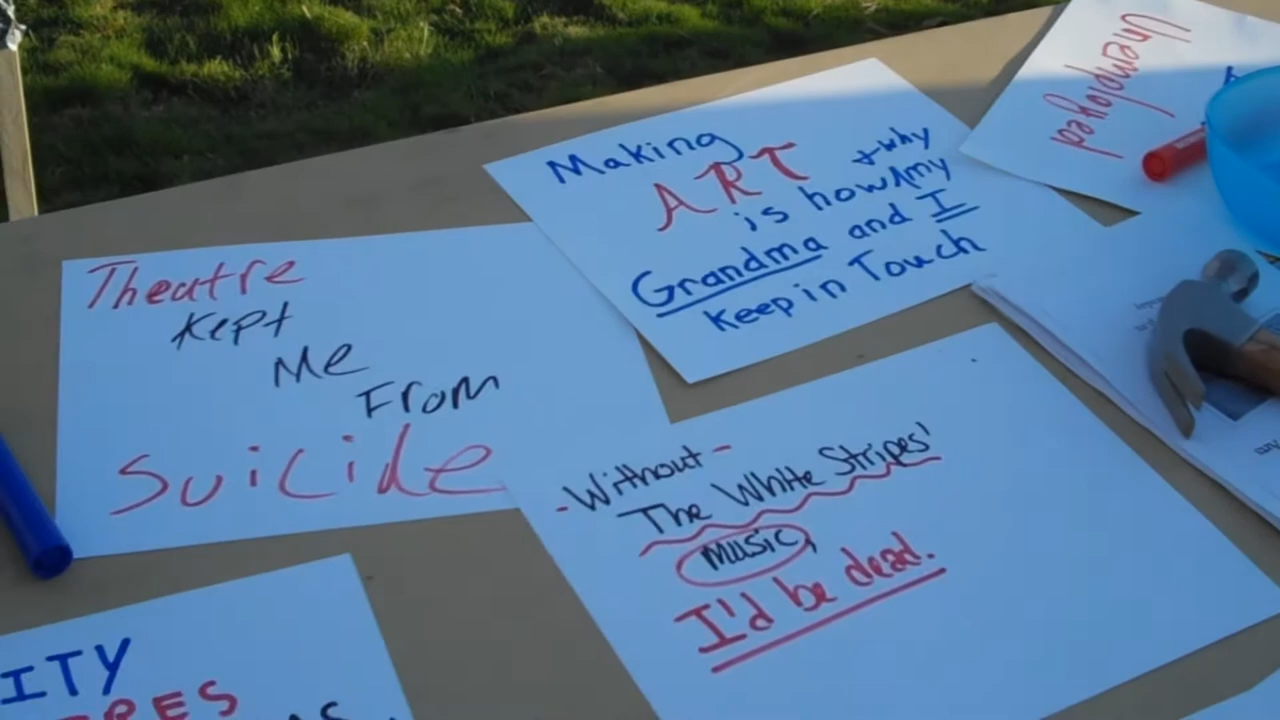 Theatre
Kept
Me
From
Suicide
Making
ART
+ why
is how my
Grandma and I
Keep in Touch
- Without -
The White Stripes'
music,
I'd be dead.
Unemployed
ITY